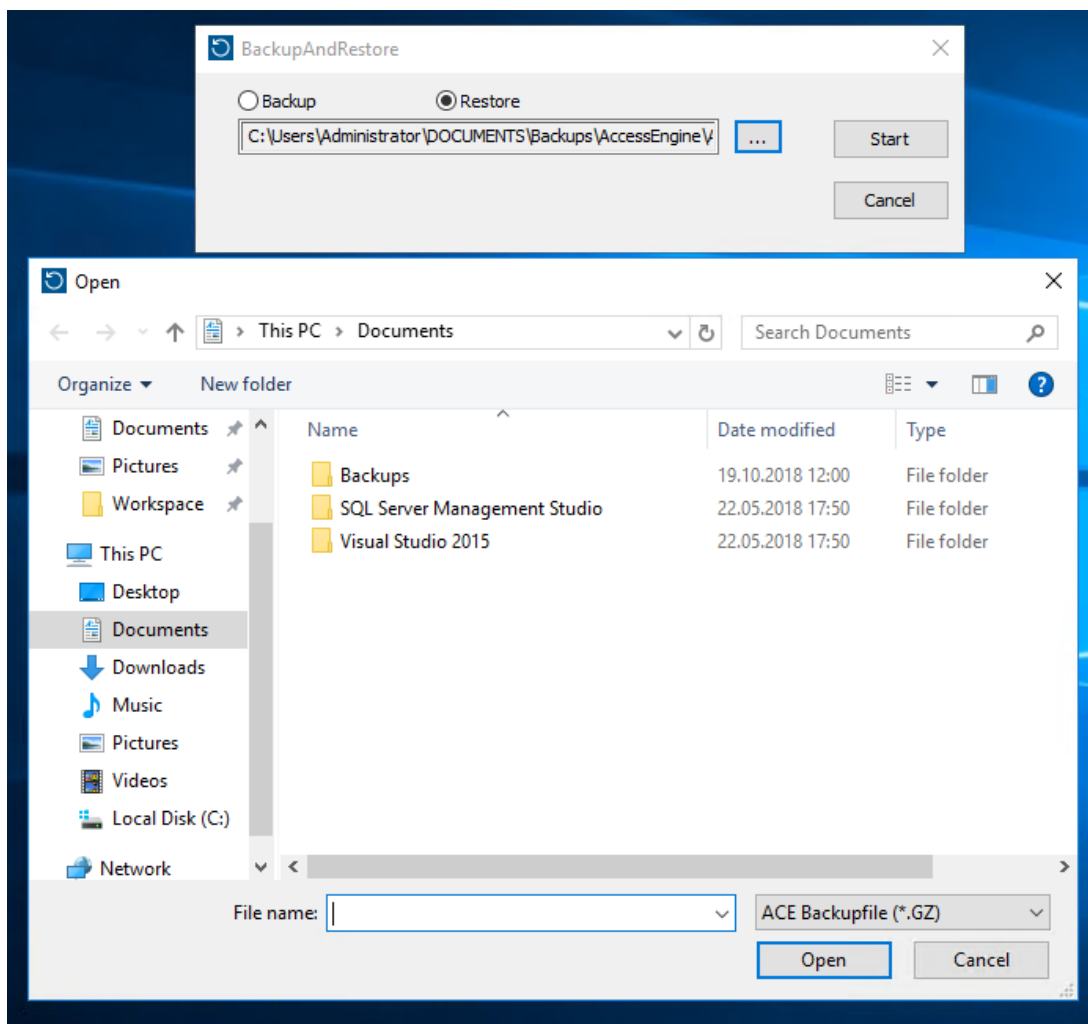 BackupAndRestore
Backup Restore
C:\Users\Administrator\DOCUMENTS\Backups\AccessEngine\A ... Start
Cancel
Open
This PC > Documents Search Documents
Organize New folder ?
Documents Name Date modified Type
Pictures Backups 19.10.2018 12:00 File folder
Workspace SQL Server Management Studio 22.05.2018 17:50 File folder
This PC Visual Studio 2015 22.05.2018 17:50 File folder
Desktop
Documents
Downloads
Music
Pictures
Videos
Local Disk (C:)
Network
File name: ACE Backupfile (*.GZ)
Open Cancel